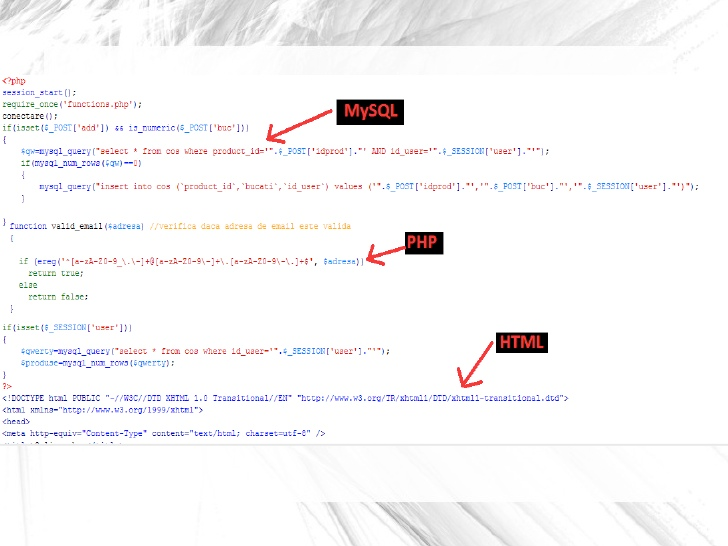 <?php
session_start();
require_once('functions.php');
conectare();
MySQL
if(isset($_POST['add']) && is_numeric($_POST['buc']))
{
$qw=mysql_query("select * from cos where product_id='".$_POST['idprod']."' AND id_user='".$_SESSION['user']."'");
if(mysql_num_rows($qw)==0)
{
mysql_query("insert into cos (`product_id`,`bucati`,`id_user`) values ('".$_POST['idprod']."','".$_POST['buc']."','".$_SESSION['user']."')");
}
}
function valid_email($adresa) //verifica daca adresa de email este valida
{
PHP
if (ereg('^[a-zA-Z0-9_\.\-]+@[a-zA-Z0-9\-]+\.[a-zA-Z0-9\-\.]+$', $adresa))
return true;
else
return false;
}
if(isset($_SESSION['user']))
{
HTML
$qwerty=mysql_query("select * from cos where id_user='".$_SESSION['user']."'");
$produse=mysql_num_rows($qwerty);
}
?>
<!DOCTYPE html PUBLIC "-//W3C//DTD XHTML 1.0 Transitional//EN" "http://www.w3.org/TR/xhtml1/DTD/xhtml1-transitional.dtd">
<html xmlns="http://www.w3.org/1999/xhtml">
<head>
<meta http-equiv="Content-Type" content="text/html; charset=utf-8" />